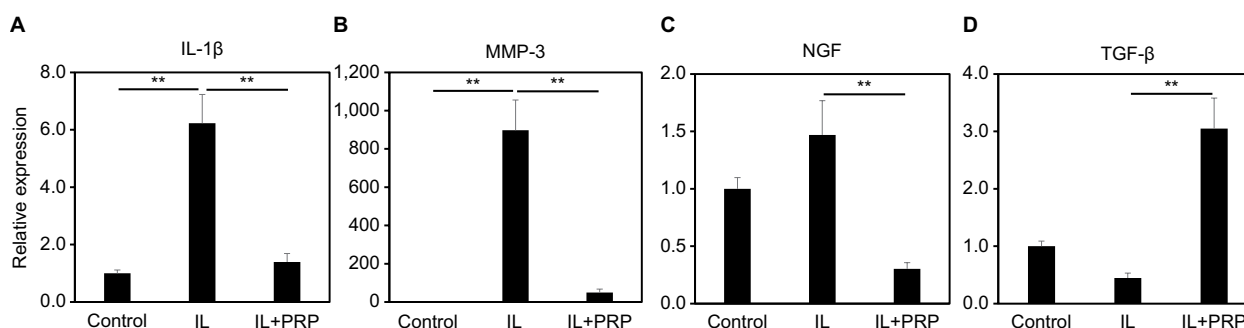 A
IL-1β
Relative expression
8.0
6.0
4.0
2.0
0.0
**
**
Control
IL
IL+PRP
B
MMP-3
1,200
1,000
800
600
400
200
0
**
**
Control
IL
IL+PRP
C
NGF
2.0
1.5
1.0
0.5
0.0
**
Control
IL
IL+PRP
D
TGF-β
4.0
3.0
2.0
1.0
0.0
**
Control
IL
IL+PRP